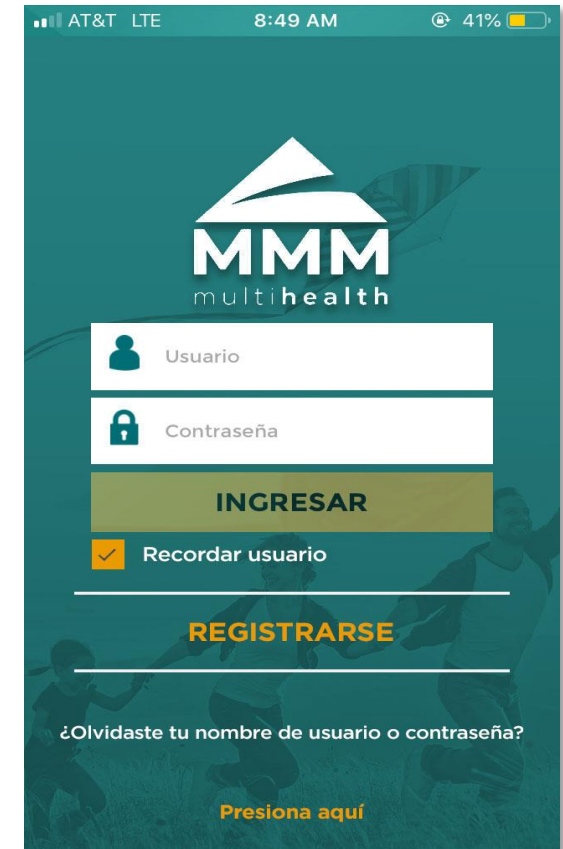 AT&T LTE 8:49 AM 41%
MMM
multihealth
Usuario
Contraseña
INGRESAR
Recordar usuario
REGISTRARSE
¿Olvidaste tu nombre de usuario o contraseña?
Presiona aquí